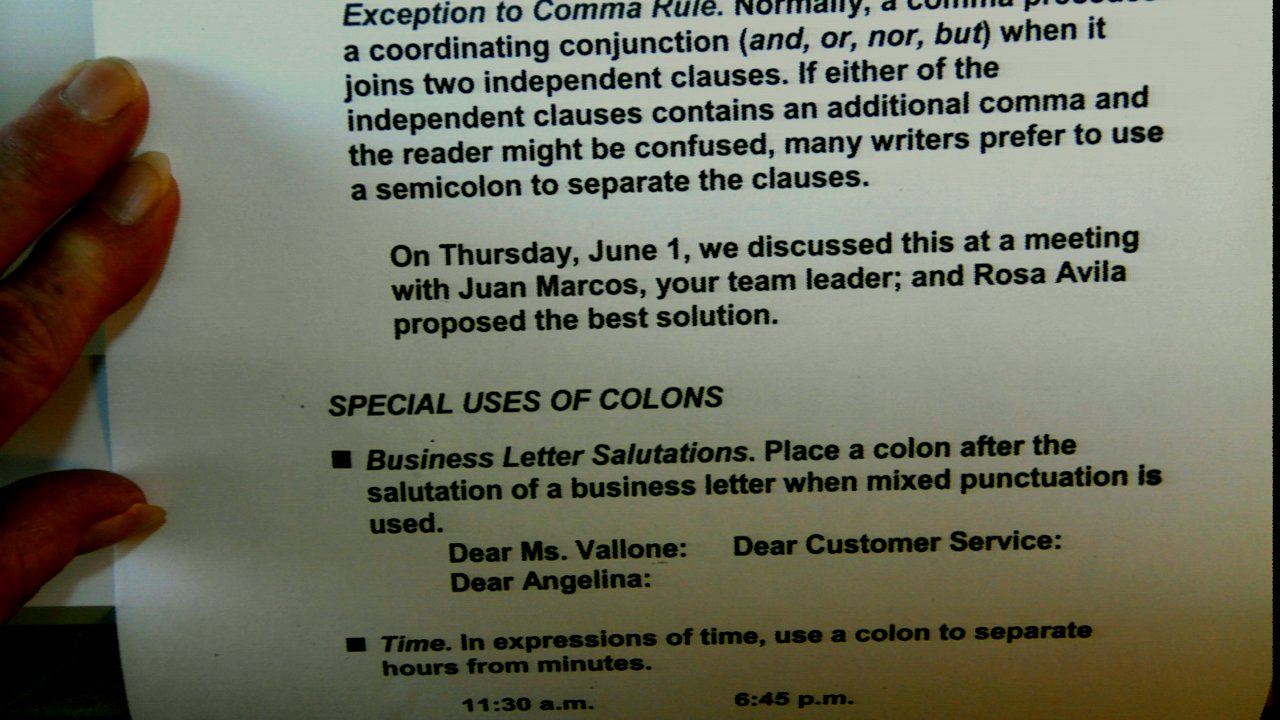 Exception to Comma Rule. Normally, a comma
a coordinating conjunction (and, or, nor, but) when it
joins two independent clauses. If either of the
independent clauses contains an additional comma and
the reader might be confused, many writers prefer to use
a semicolon to separate the clauses.
On Thursday, June 1, we discussed this at a meeting
with Juan Marcos, your team leader; and Rosa Avila
proposed the best solution.
SPECIAL USES OF COLONS
■ Business Letter Salutations. Place a colon after the
salutation of a business letter when mixed punctuation is
used.
Dear Ms. Vallone: Dear Customer Service:
Dear Angelina:
■ Time. In expressions of time, use a colon to separate
hours from minutes.
11:30 a.m. 6:45 p.m.